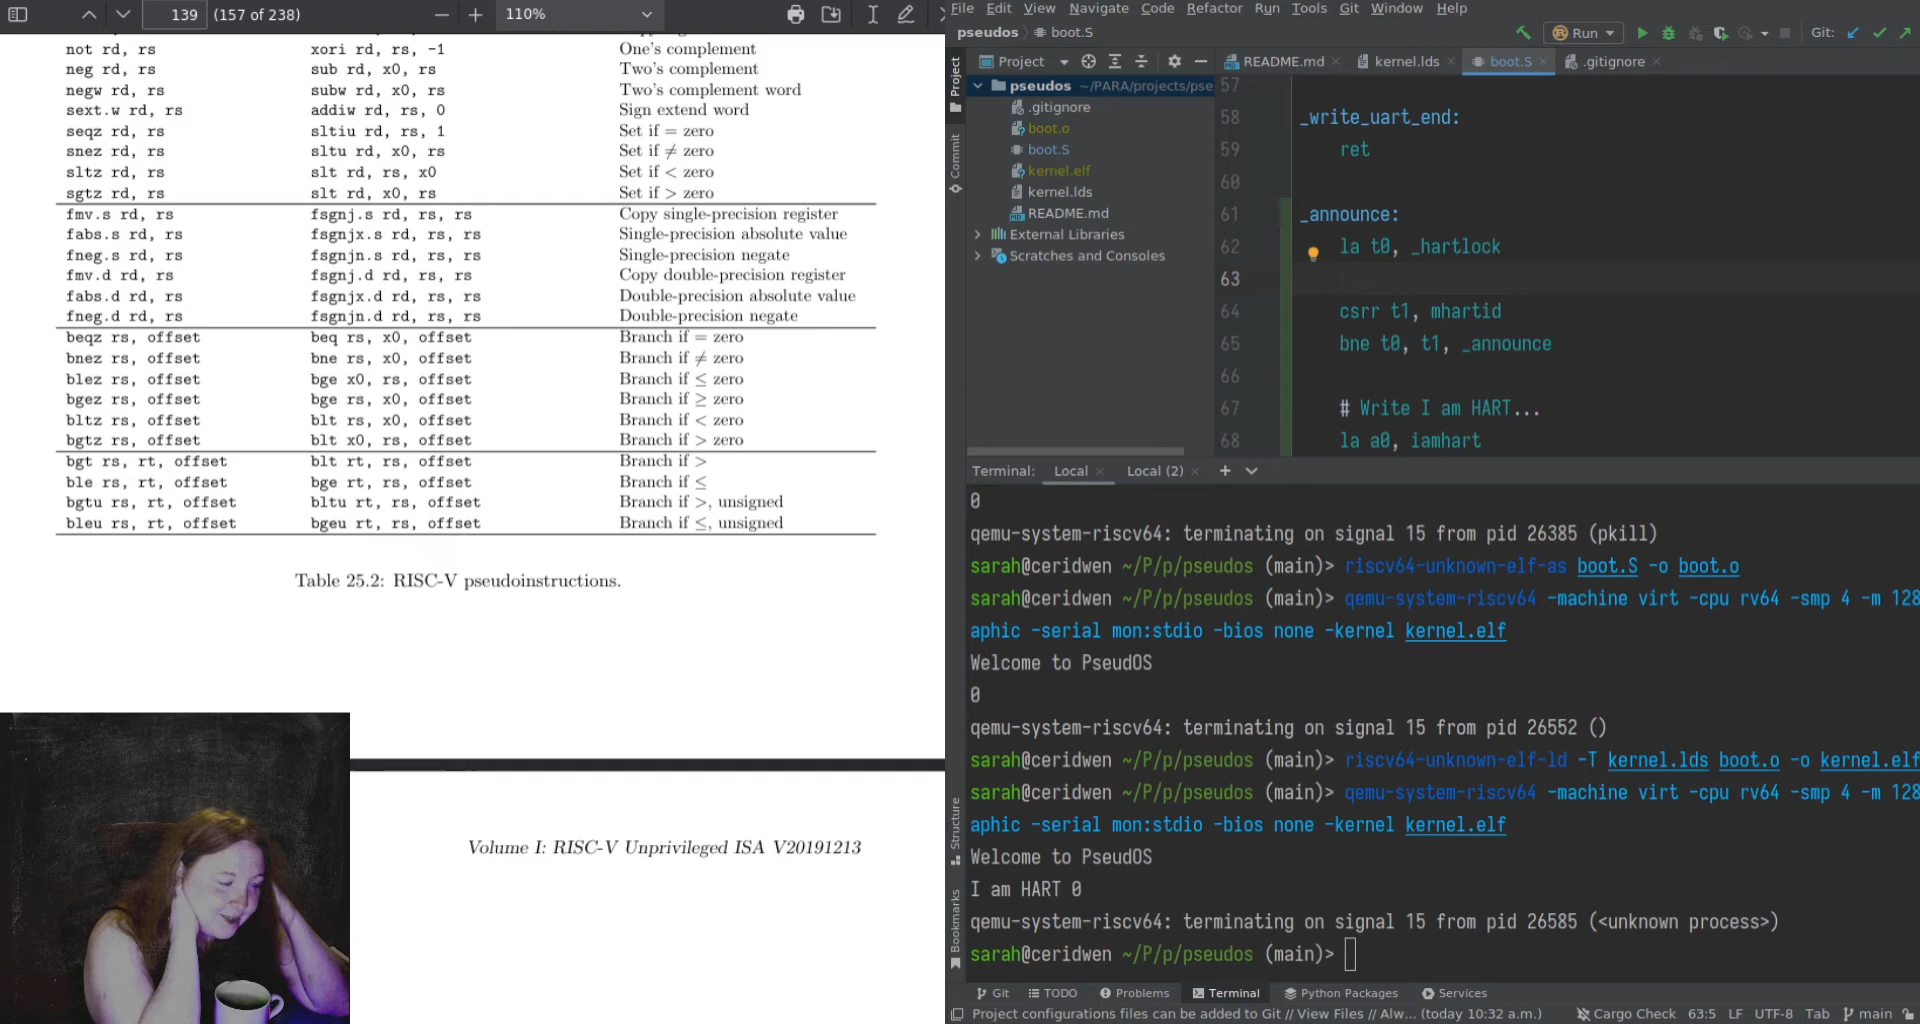 139 (157 of 238) 110%
not rd, rs xori rd, rs, -1 One's complement
neg rd, rs sub rd, x0, rs Two's complement
negw rd, rs subw rd, x0, rs Two's complement word
sext.w rd, rs addiw rd, rs, 0 Sign extend word
seqz rd, rs sltiu rd, rs, 1 Set if = zero
snez rd, rs sltu rd, x0, rs Set if ≠ zero
sltz rd, rs slt rd, rs, x0 Set if < zero
sgtz rd, rs slt rd, x0, rs Set if > zero
fmv.s rd, rs fsgnj.s rd, rs, rs Copy single-precision register
fabs.s rd, rs fsgnjx.s rd, rs, rs Single-precision absolute value
fneg.s rd, rs fsgnjn.s rd, rs, rs Single-precision negate
fmv.d rd, rs fsgnj.d rd, rs, rs Copy double-precision register
fabs.d rd, rs fsgnjx.d rd, rs, rs Double-precision absolute value
fneg.d rd, rs fsgnjn.d rd, rs, rs Double-precision negate
beqz rs, offset beq rs, x0, offset Branch if = zero
bnez rs, offset bne rs, x0, offset Branch if ≠ zero
blez rs, offset bge x0, rs, offset Branch if ≤ zero
bgez rs, offset bge rs, x0, offset Branch if ≥ zero
bltz rs, offset blt rs, x0, offset Branch if < zero
bgtz rs, offset blt x0, rs, offset Branch if > zero
bgt rs, rt, offset blt rt, rs, offset Branch if >
ble rs, rt, offset bge rt, rs, offset Branch if ≤
bgtu rs, rt, offset bltu rt, rs, offset Branch if >, unsigned
bleu rs, rt, offset bgeu rt, rs, offset Branch if ≤, unsigned
Table 25.2: RISC-V pseudoinstructions.
Volume I: RISC-V Unprivileged ISA V20191213
File Edit View Navigate Code Refactor Run Tools Git Window Help
pseudos boot.S Run Git:
Project
Commit
Structure
Bookmarks
Project
README.md kernel.lds boot.S .gitignore
pseudos ~/PARA/projects/pse
.gitignore
boot.o
boot.S
kernel.elf
kernel.lds
README.md
External Libraries
Scratches and Consoles
57
58 _write_uart_end:
59 ret
60
61 _announce:
62 la t0, _hartlock
63
64 csrr t1, mhartid
65 bne t0, t1, _announce
66
67 # Write I am HART...
68 la a0, iamhart
Terminal: Local Local (2)
0
qemu-system-riscv64: terminating on signal 15 from pid 26385 (pkill)
sarah@ceridwen ~/P/p/pseudos (main)> riscv64-unknown-elf-as boot.S -o boot.o
sarah@ceridwen ~/P/p/pseudos (main)> qemu-system-riscv64 -machine virt -cpu rv64 -smp 4 -m 128
aphic -serial mon:stdio -bios none -kernel kernel.elf
Welcome to PseudOS
0
qemu-system-riscv64: terminating on signal 15 from pid 26552 ()
sarah@ceridwen ~/P/p/pseudos (main)> riscv64-unknown-elf-ld -T kernel.lds boot.o -o kernel.elf
sarah@ceridwen ~/P/p/pseudos (main)> qemu-system-riscv64 -machine virt -cpu rv64 -smp 4 -m 128
aphic -serial mon:stdio -bios none -kernel kernel.elf
Welcome to PseudOS
I am HART 0
qemu-system-riscv64: terminating on signal 15 from pid 26585 (<unknown process>)
sarah@ceridwen ~/P/p/pseudos (main)>
Git TODO Problems Terminal Python Packages Services
Project configurations files can be added to Git // View Files // Alw... (today 10:32 a.m.) Cargo Check 63:5 LF UTF-8 Tab main